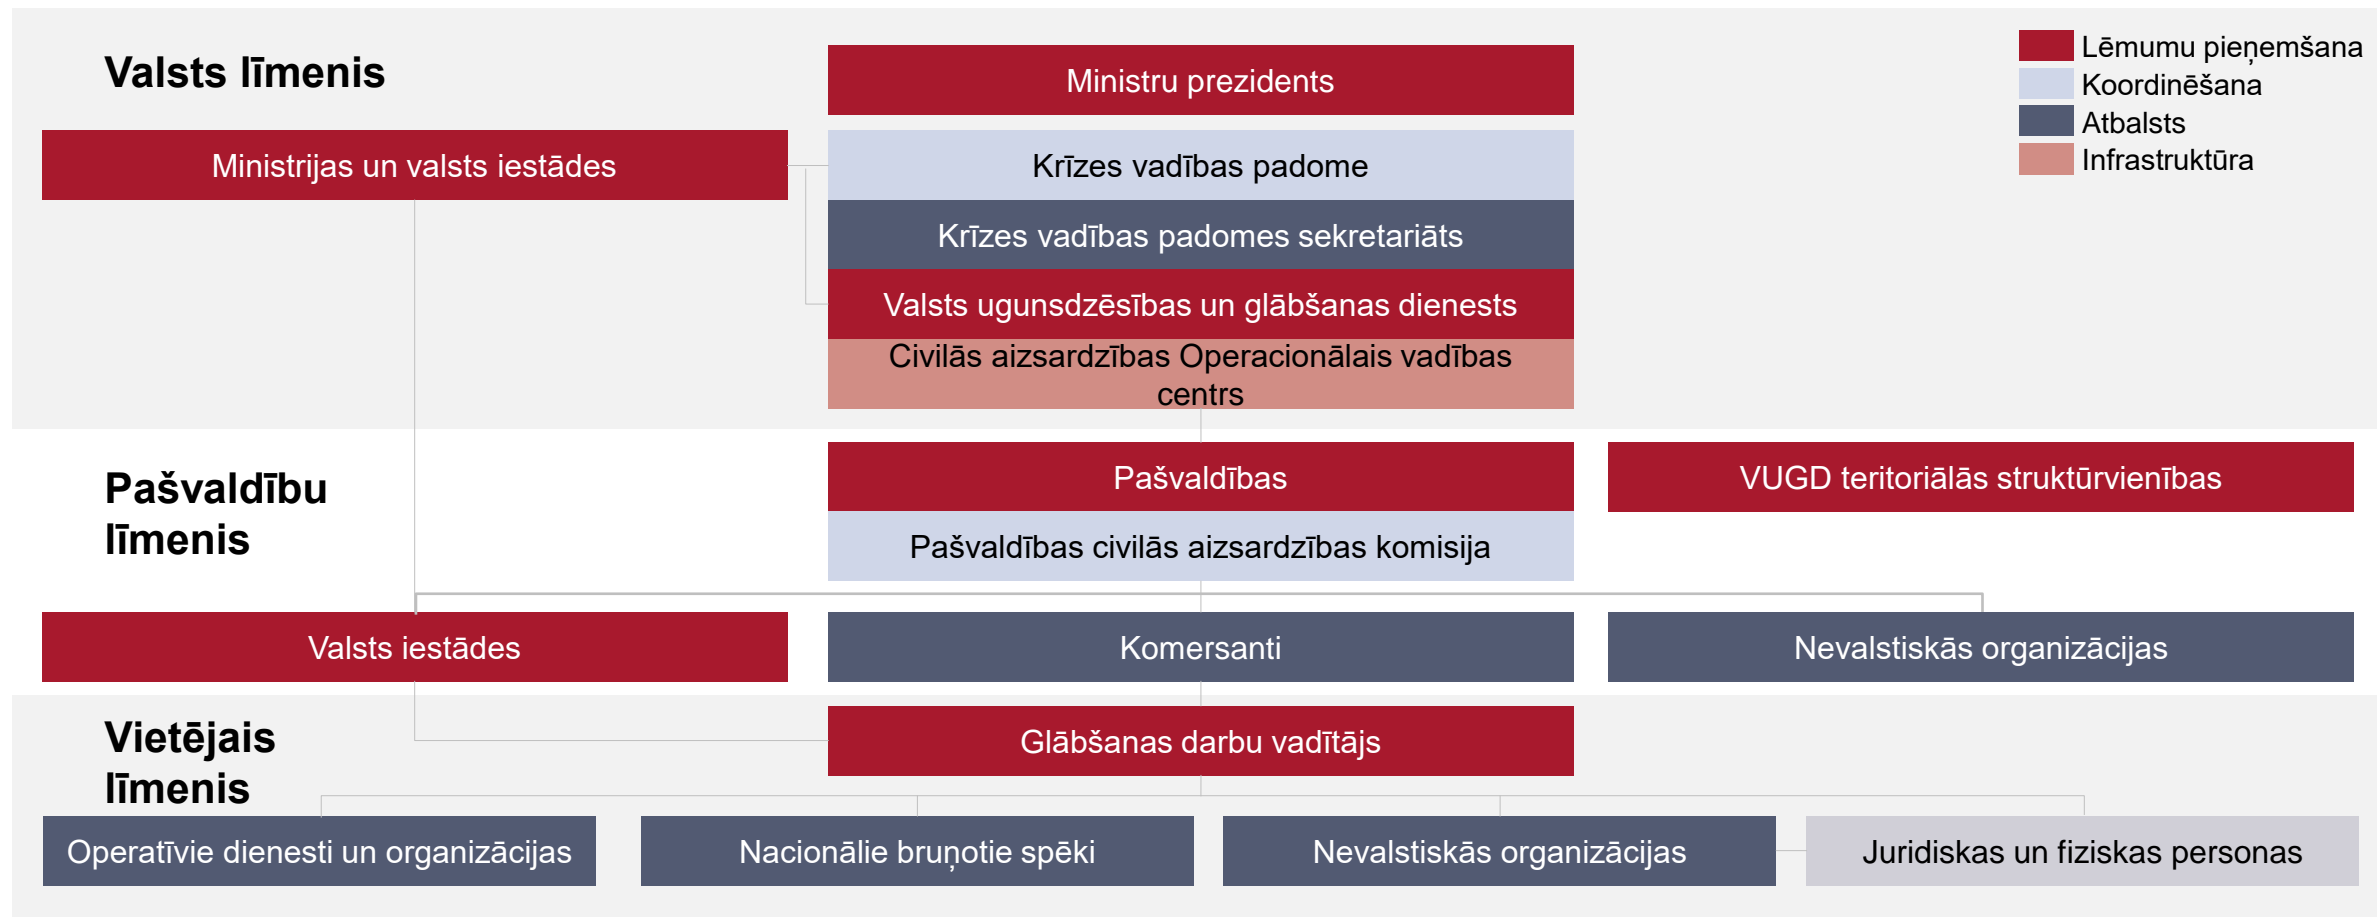 Valsts līmenis
Ministru prezidents
Lēmumu pieņemšana
Koordinēšana
Atbalsts
Infrastruktūra
Ministrijas un valsts iestādes
Krīzes vadības padome
Krīzes vadības padomes sekretariāts
Valsts ugunsdzēsības un glābšanas dienests
Civilās aizsardzības Operacionālais vadības
centrs
Pašvaldību
līmenis
Pašvaldības
VUGD teritoriālās struktūrvienības
Pašvaldības civilās aizsardzības komisija
Valsts iestādes
Komersanti
Nevalstiskās organizācijas
Vietējais
līmenis
Glābšanas darbu vadītājs
Operatīvie dienesti un organizācijas
Nacionālie bruņotie spēki
Nevalstiskās organizācijas
Juridiskas un fiziskas personas